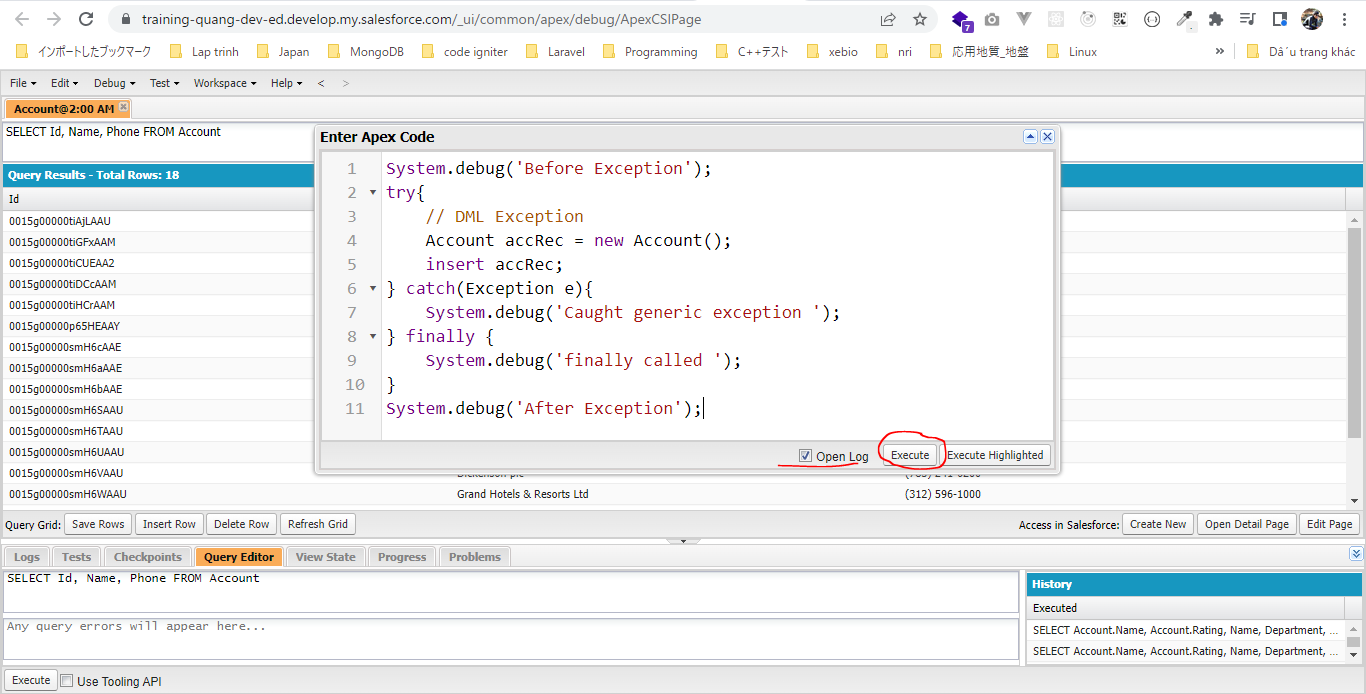 training-quang-dev-ed.develop.my.salesforce.com/_ui/common/apex/debug/ApexCSIPage
7
インポートしたブックマーク Lap trinh Japan MongoDB code igniter Laravel Programming C++テスト xebio nri 応用地質_地盤 Linux » Dấu trang khác
File Edit Debug Test Workspace Help < >
Account@2:00 AM
SELECT Id, Name, Phone FROM Account
Query Results - Total Rows: 18
Id
0015g00000tiAjLAAU
0015g00000tiGFxAAM
0015g00000tiCUEAA2
0015g00000tiDCcAAM
0015g00000tiHCrAAM
0015g00000p65HEAAY
0015g00000smH6cAAE
0015g00000smH6aAAE
0015g00000smH6bAAE
0015g00000smH6SAAU
0015g00000smH6TAAU
0015g00000smH6UAAU
0015g00000smH6VAAU
0015g00000smH6WAAU Grand Hotels & Resorts Ltd (312) 596-1000
Enter Apex Code
1 System.debug('Before Exception');
2 try{
3 // DML Exception
4 Account accRec = new Account();
5 insert accRec;
6 } catch(Exception e){
7 System.debug('Caught generic exception ');
8 } finally {
9 System.debug('finally called ');
10 }
11 System.debug('After Exception');
Open Log Execute Execute Highlighted
Query Grid: Save Rows Insert Row Delete Row Refresh Grid Access in Salesforce: Create New Open Detail Page Edit Page
Logs Tests Checkpoints Query Editor View State Progress Problems
SELECT Id, Name, Phone FROM Account
Any query errors will appear here...
History
Executed
SELECT Account.Name, Account.Rating, Name, Department, ...
SELECT Account.Name, Account.Rating, Name, Department, ...
Execute Use Tooling API